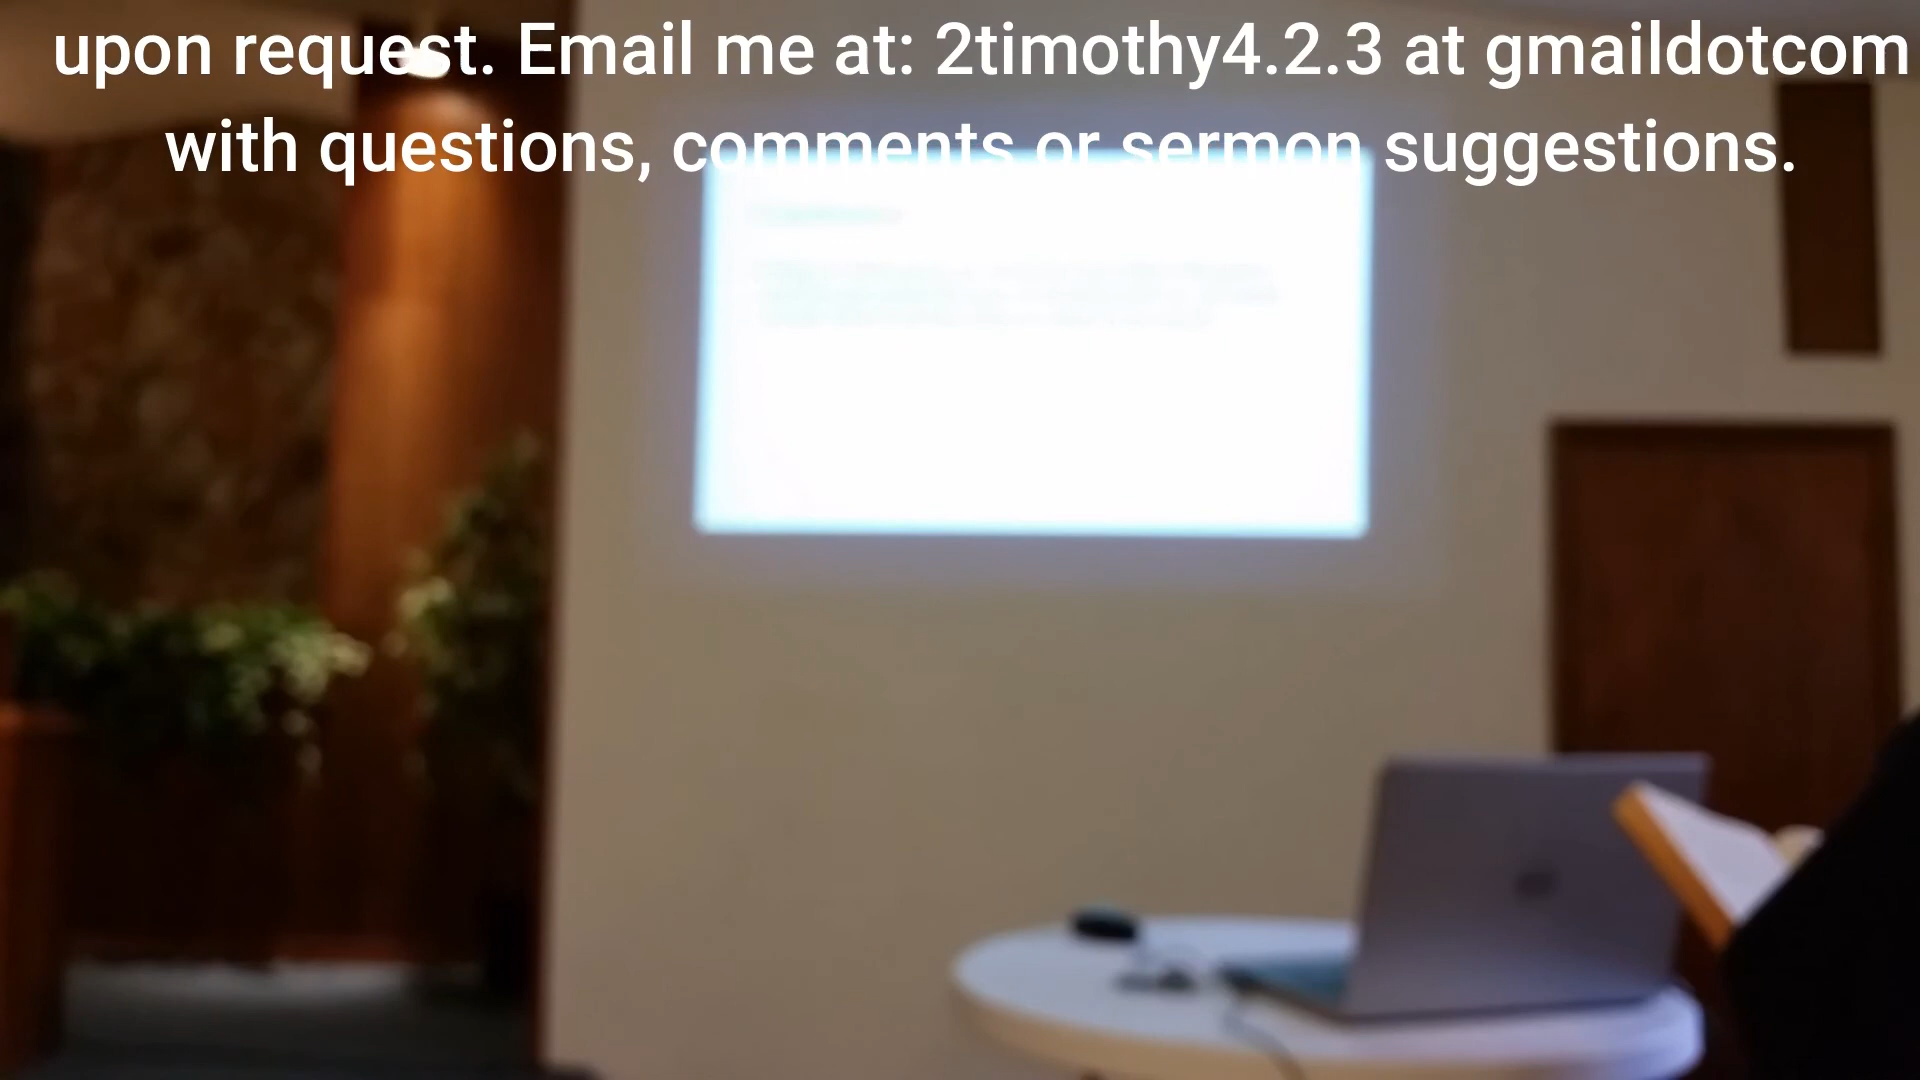 upon request. Email me at: 2timothy4.2.3 at gmaildotcom
with questions, comments or sermon suggestions.